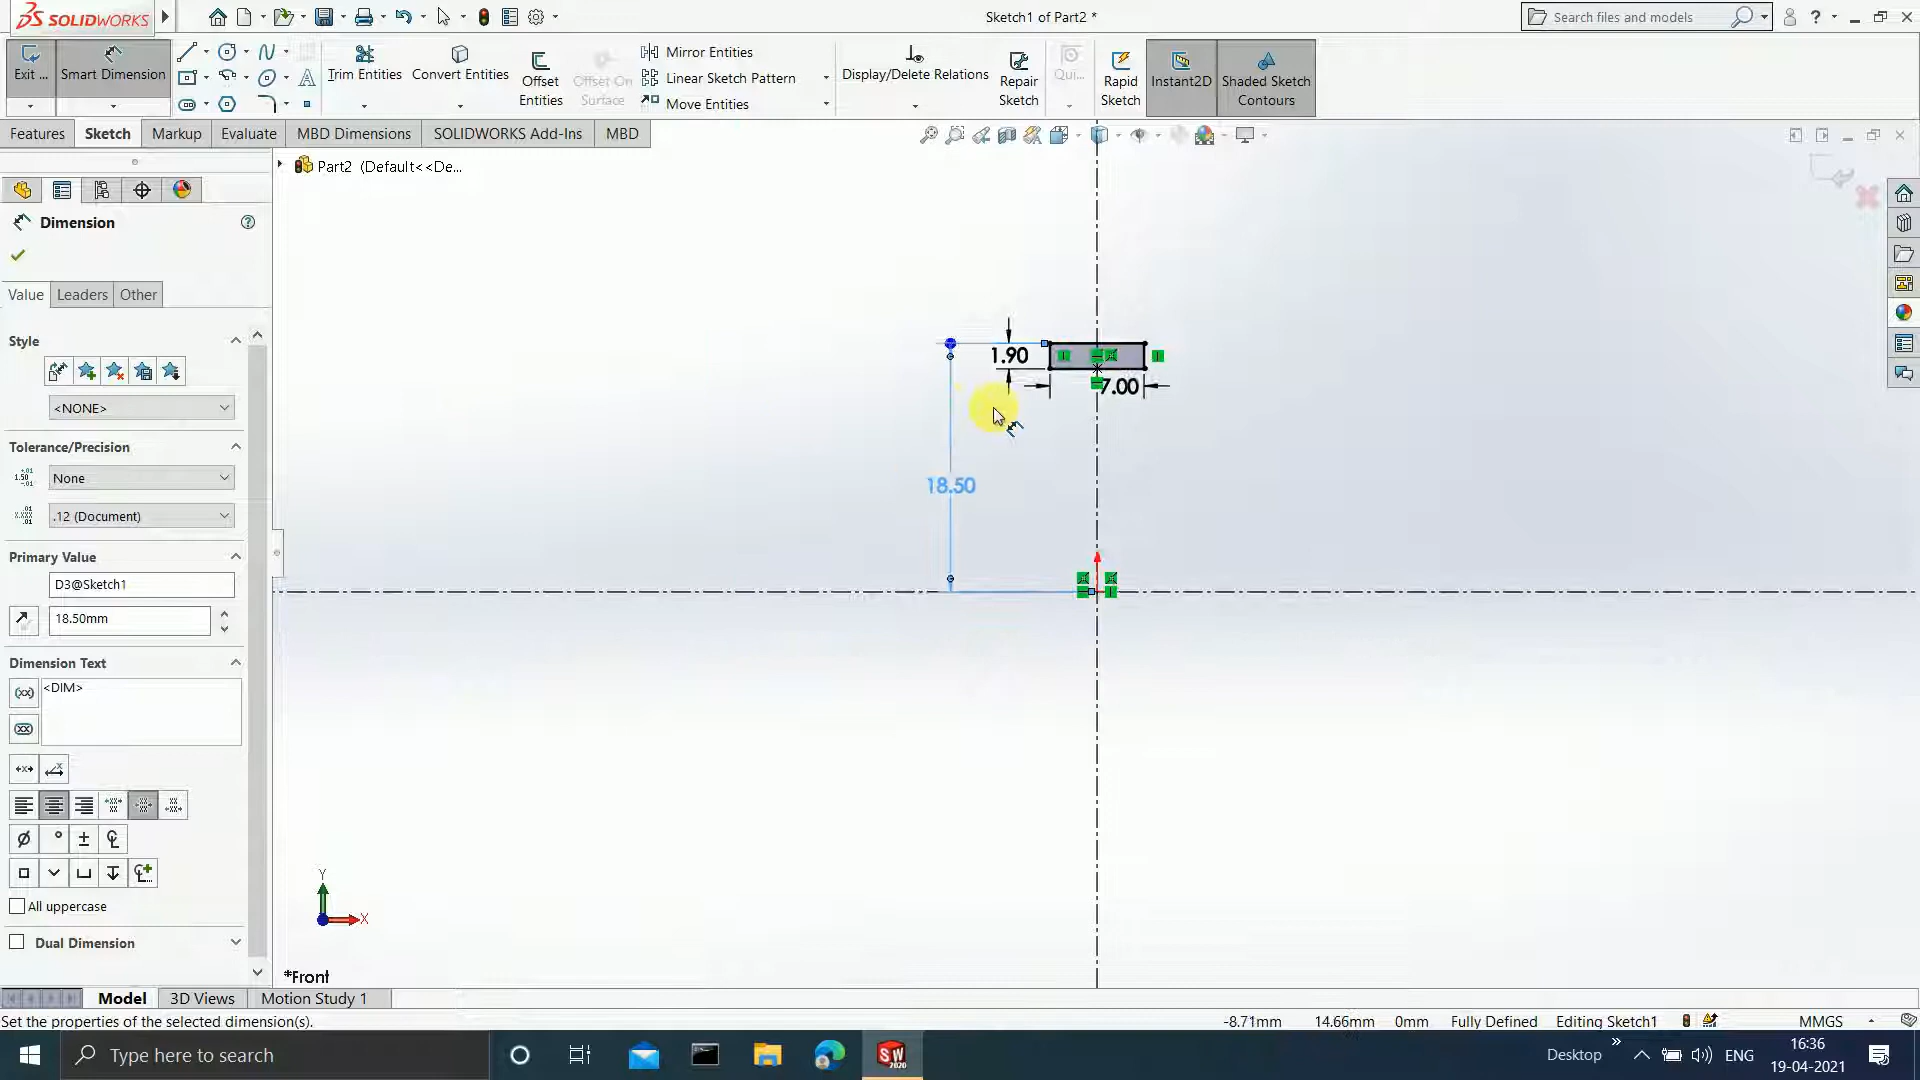 SOLIDWORKS
Sketch1 of Part2 *
Search files and models
Exit ...
Smart Dimension
Trim Entities
Convert Entities
Offset
Entities
Offset On
Surface
Mirror Entities
Linear Sketch Pattern
Move Entities
Display/Delete Relations
Repair
Sketch
Qui...
Rapid
Sketch
Instant2D
Shaded Sketch
Contours
Features
Sketch
Markup
Evaluate
MBD Dimensions
SOLIDWORKS Add-Ins
MBD
Part2 (Default<<De...
Dimension
Value
Leaders
Other
Style
<NONE>
Tolerance/Precision
None
.12 (Document)
Primary Value
D3@Sketch1
18.50mm
Dimension Text
<DIM>
All uppercase
Dual Dimension
1.90
7.00
18.50
Y
X
*Front
Model
3D Views
Motion Study 1
Set the properties of the selected dimension(s).
-8.71mm
14.66mm
0mm
Fully Defined
Editing Sketch1
MMGS
Type here to search
SW
2020
Desktop
ENG
16:36
19-04-2021